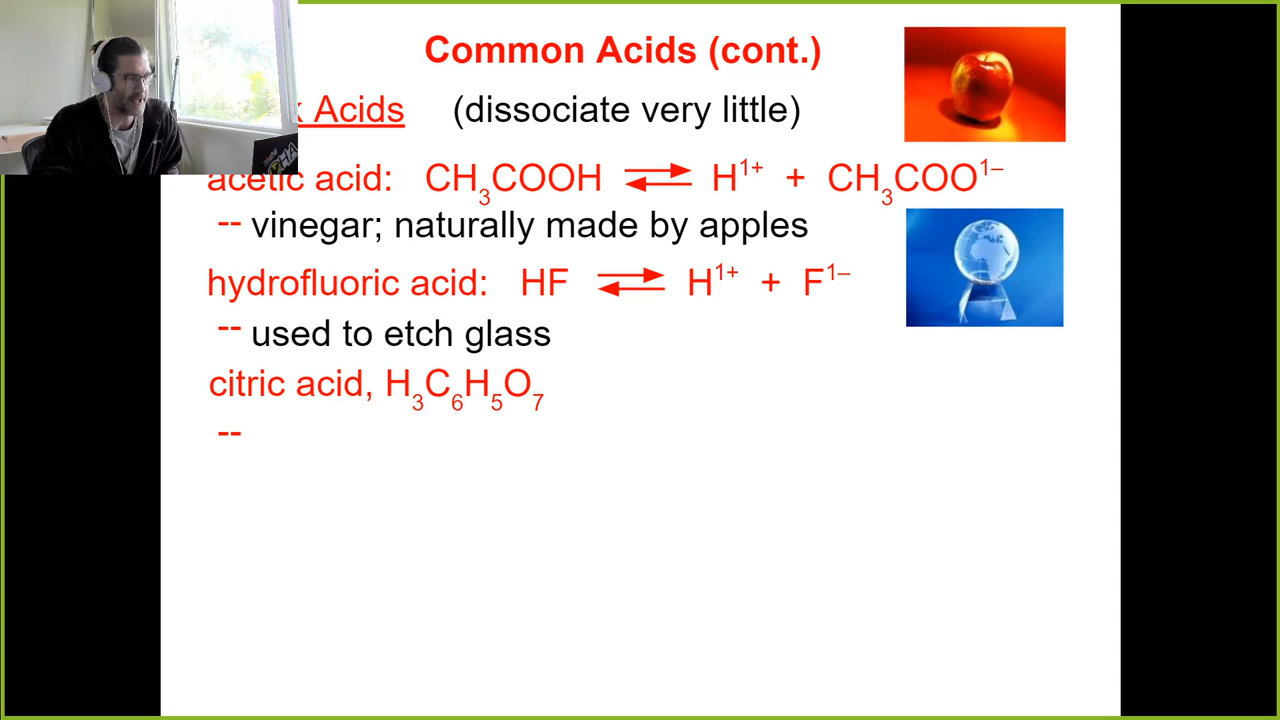 Common Acids (cont.)
Acids (dissociate very little)
acetic acid: CH₃COOH ⇌ H¹⁺ + CH₃COO¹⁻
-- vinegar; naturally made by apples
hydrofluoric acid: HF ⇌ H¹⁺ + F¹⁻
-- used to etch glass
citric acid, H₃C₆H₅O₇
--